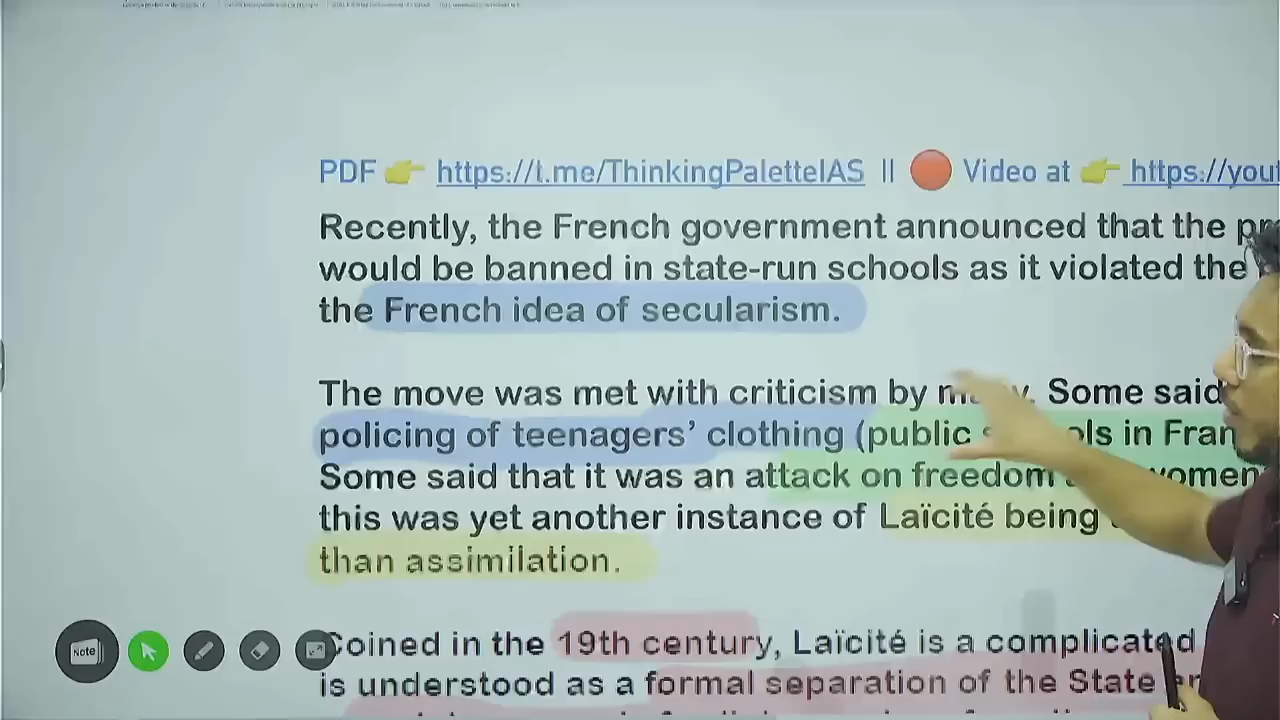 PDF 👉 https://t.me/ThinkingPaletteIAS || 🔴 Video at 👉 https://yout
Recently, the French government announced that the
would be banned in state-run schools as it violated the
the French idea of secularism.
The move was met with criticism by Some said
policing of teenagers’ clothing (public in Fran
Some said that it was an attack on freedom women
this was yet another instance of Laïcité being
than assimilation.
Coined in the 19th century, Laïcité is a complicated
is understood as a formal separation of the State
Note